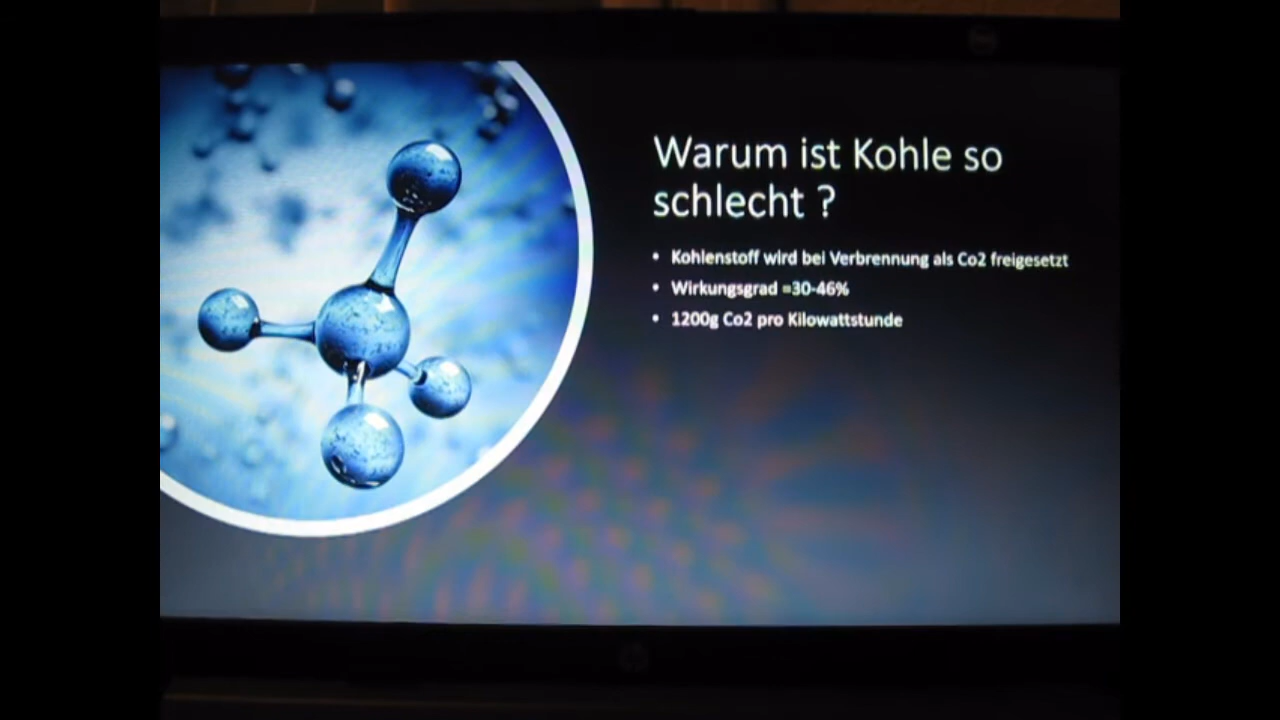 Warum ist Kohle so
schlecht ?
• Kohlenstoff wird bei Verbrennung als Co2 freigesetzt
• Wirkungsgrad =30-46%
• 1200g Co2 pro Kilowattstunde